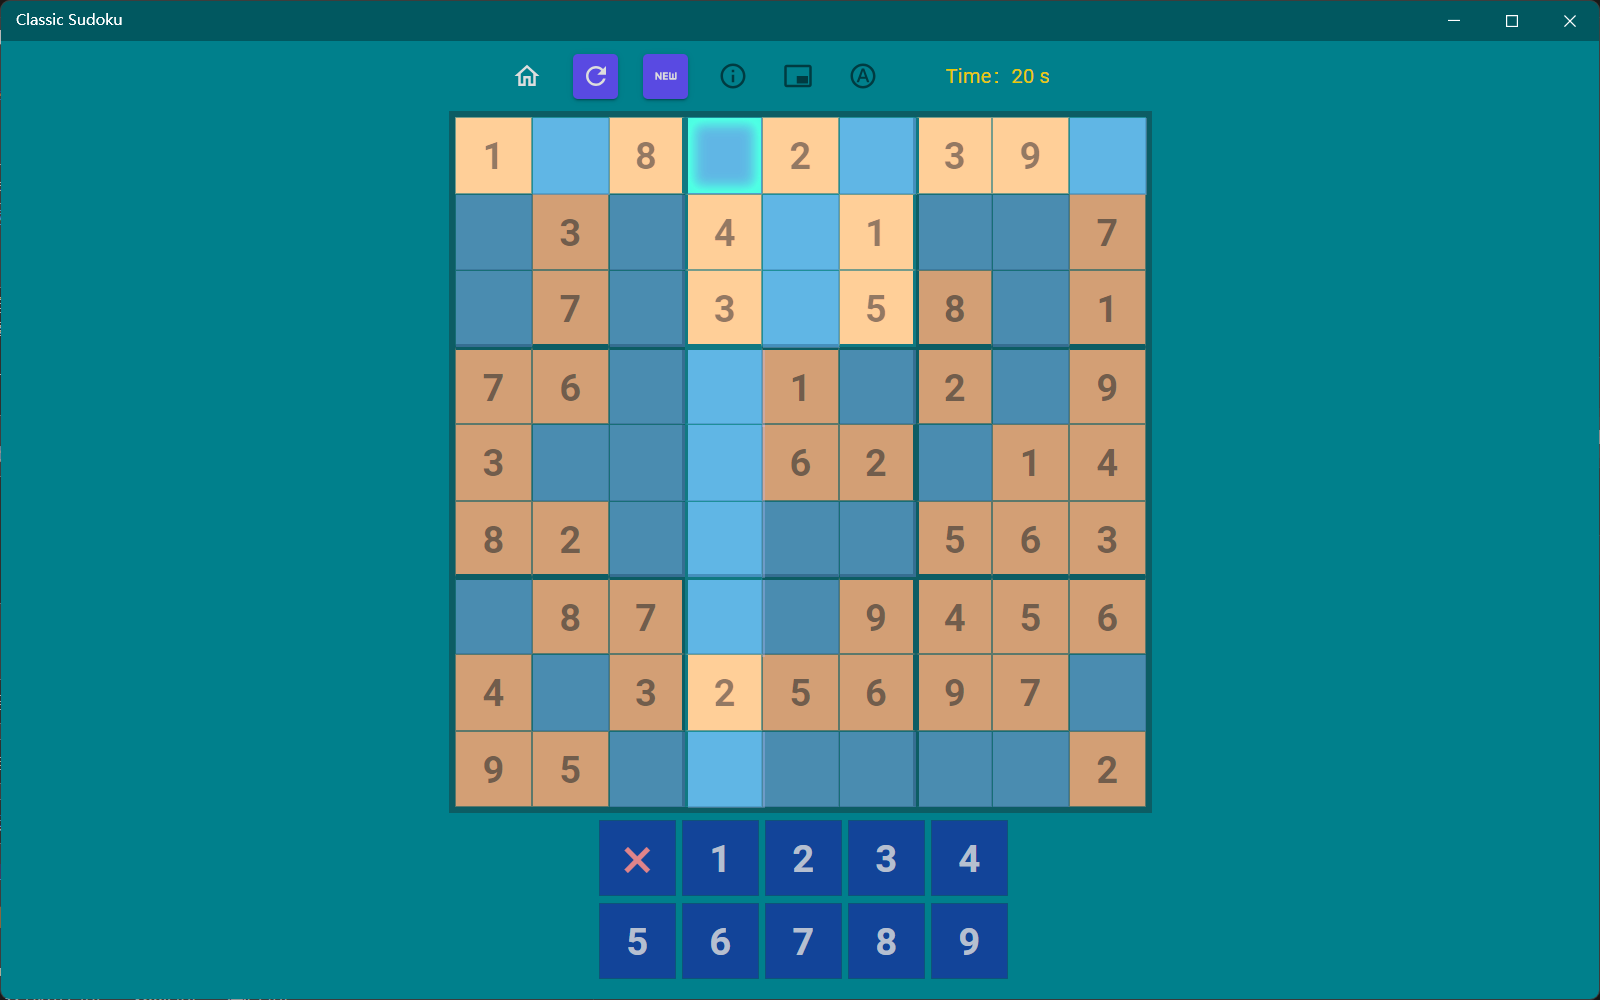 Classic Sudoku
NEW Time: 20 s
1 8 2 3 9
3 4 1 7
7 3 5 8 1
7 6 1 2 9
3 6 2 1 4
8 2 5 6 3
8 7 9 4 5 6
4 3 2 5 6 9 7
9 5 2
1 2 3 4
5 6 7 8 9